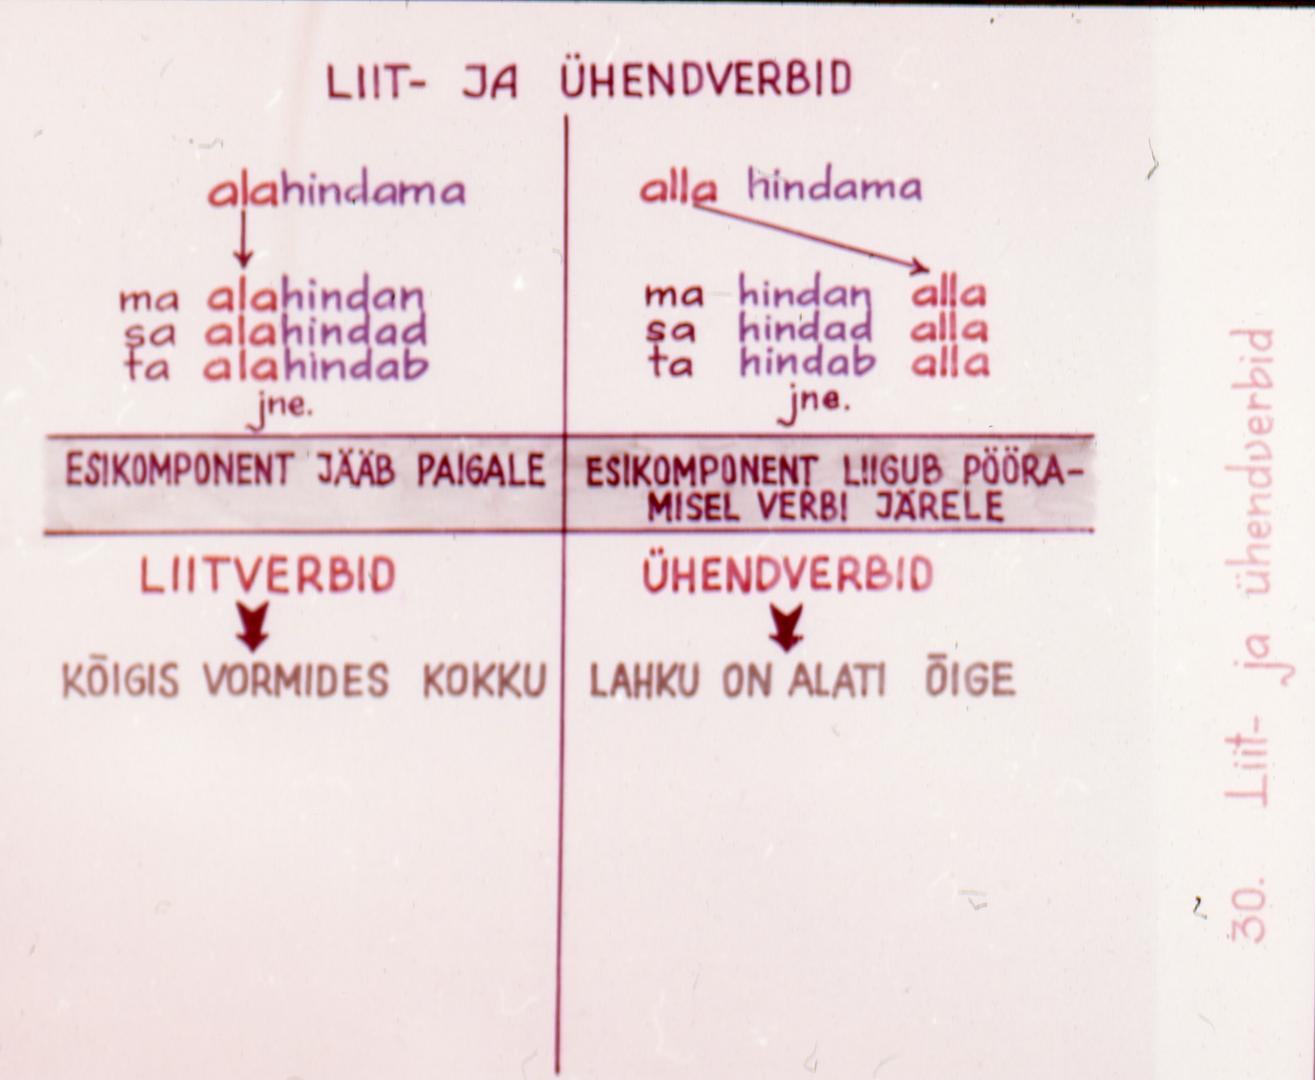 LIIT- JA ÜHENDVERBID
alahindama
ma alahindan
sa alahindad
ta alahindab
jne.
ESIKOMPONENT JÄÄB PAIGALE
LIITVERBID
KÕIGIS VORMIDES KOKKU
alla hindama
ma hindan alla
sa hindad alla
ta hindab alla
jne.
ESIKOMPONENT LIIGUB PÖÖRA-
MISEL VERBI JÄRELE
ÜHENDVERBID
LAHKU ON ALATI ÕIGE
30. Liit- ja ühendverbid